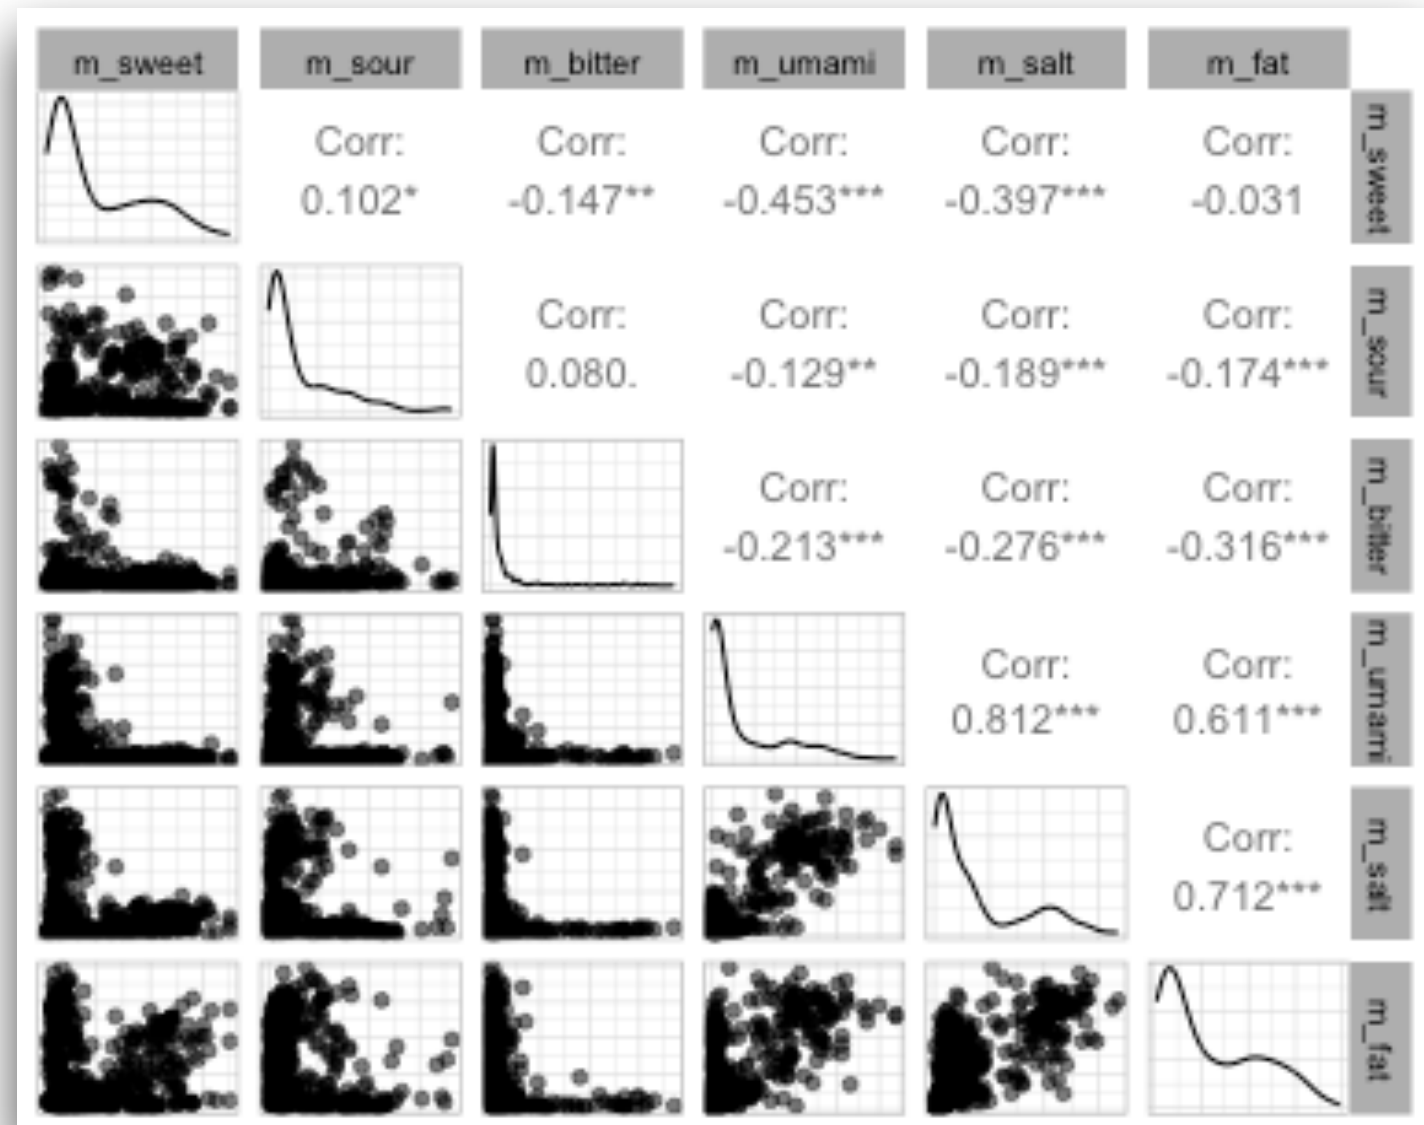 m_sweet m_sour m_bitter m_umami m_salt m_fat
Corr: Corr: Corr: Corr: Corr:
0.102* -0.147** -0.453*** -0.397*** -0.031
m_sweet
Corr: Corr: Corr: Corr:
0.080. -0.129** -0.189*** -0.174***
m_sour
Corr: Corr: Corr:
-0.213*** -0.276*** -0.316***
m_bitter
Corr: Corr:
0.812*** 0.611***
m_umami
Corr:
0.712***
m_salt
m_fat